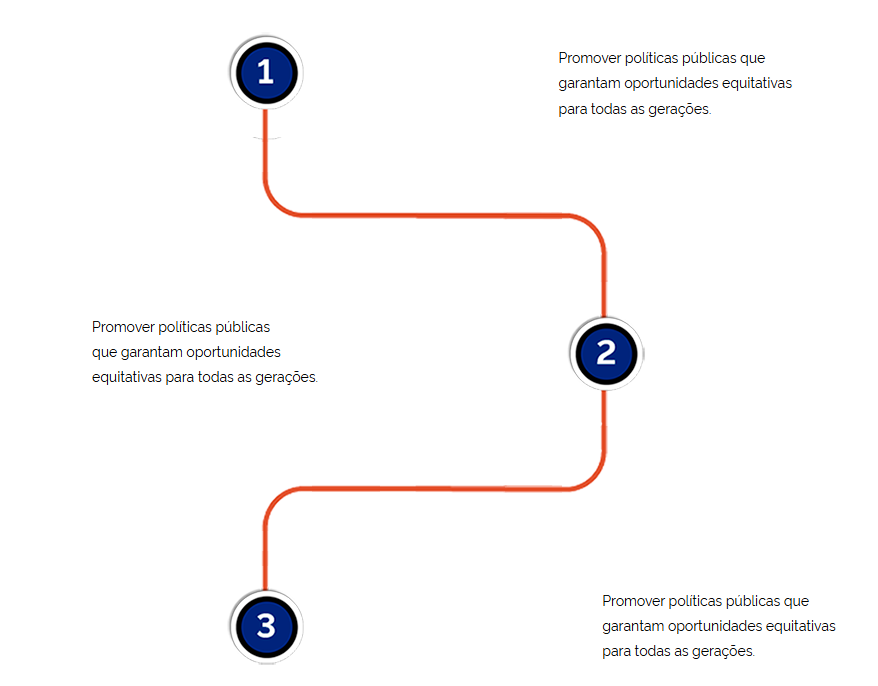 1
Promover políticas públicas que
garantam oportunidades equitativas
para todas as gerações.
Promover políticas públicas
que garantam oportunidades
equitativas para todas as gerações.
2
3
Promover políticas públicas que
garantam oportunidades equitativas
para todas as gerações.